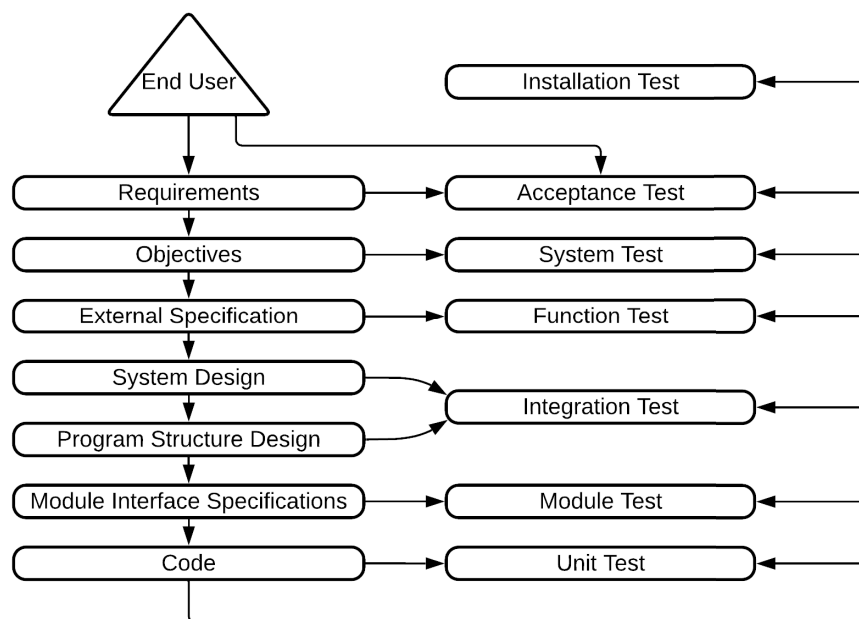 End User
Installation Test
Requirements
Acceptance Test
Objectives
System Test
External Specification
Function Test
System Design
Integration Test
Program Structure Design
Module Interface Specifications
Module Test
Code
Unit Test